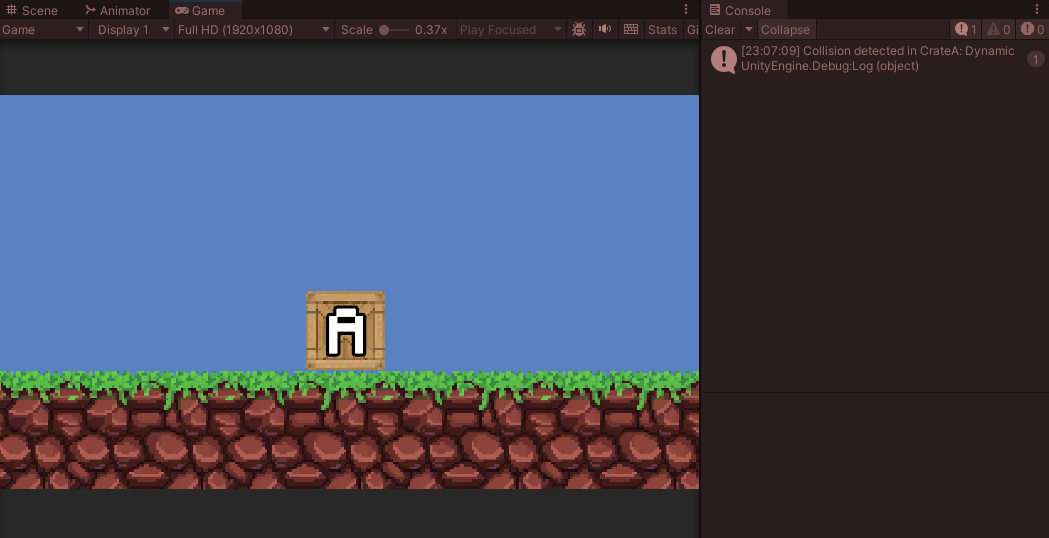 Scene
Animator
Game
Console
Game
Display 1
Full HD (1920x1080)
Scale
0.37x
Play Focused
Stats
Gi
Clear
Collapse
1
0
0
[23:07:09] Collision detected in CrateA: Dynamic
UnityEngine.Debug:Log (object)
1
A